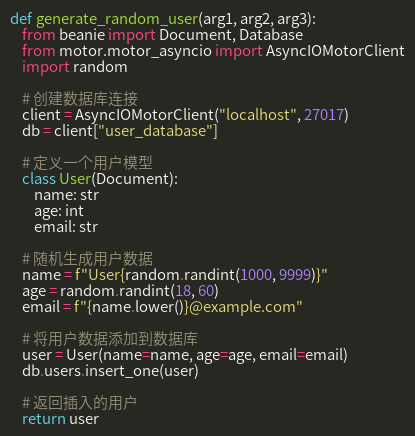 def generate_random_user(arg1, arg2, arg3):
from beanie import Document, Database
from motor.motor_asyncio import AsyncIOMotorClient
import random
# 创建数据库连接
client = AsyncIOMotorClient("localhost", 27017)
db = client["user_database"]
# 定义一个用户模型
class User(Document):
name: str
age: int
email: str
# 随机生成用户数据
name = f"User{random.randint(1000, 9999)}"
age = random.randint(18, 60)
email = f"{name.lower()}@example.com"
# 将用户数据添加到数据库
user = User(name=name, age=age, email=email)
db.users.insert_one(user)
# 返回插入的用户
return user